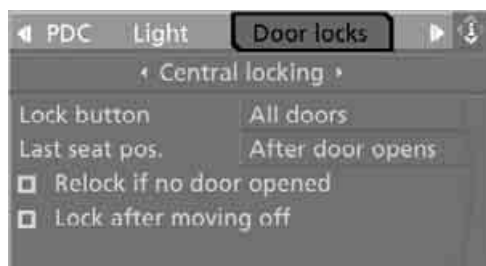 PDC Light Door locks
Central locking
Lock button All doors
Last seat pos. After door opens
Relock if no door opened
Lock after moving off